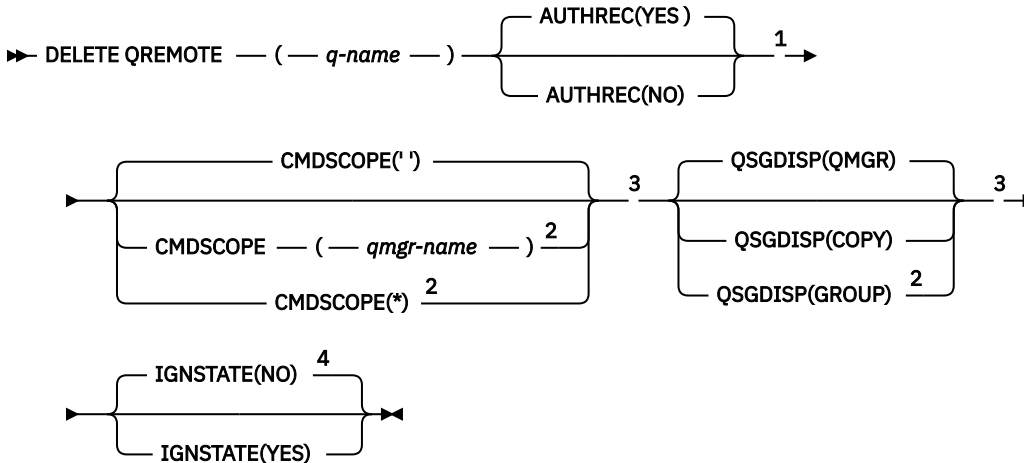 AUTHREC(YES )
DELETE QREMOTE ( q-name ) 1
AUTHREC(NO)
CMDSCOPE(' ') QSGDISP(QMGR)
3 3
CMDSCOPE ( qmgr-name ) 2 QSGDISP(COPY)
CMDSCOPE(*) 2 QSGDISP(GROUP) 2
IGNSTATE(NO) 4
IGNSTATE(YES)